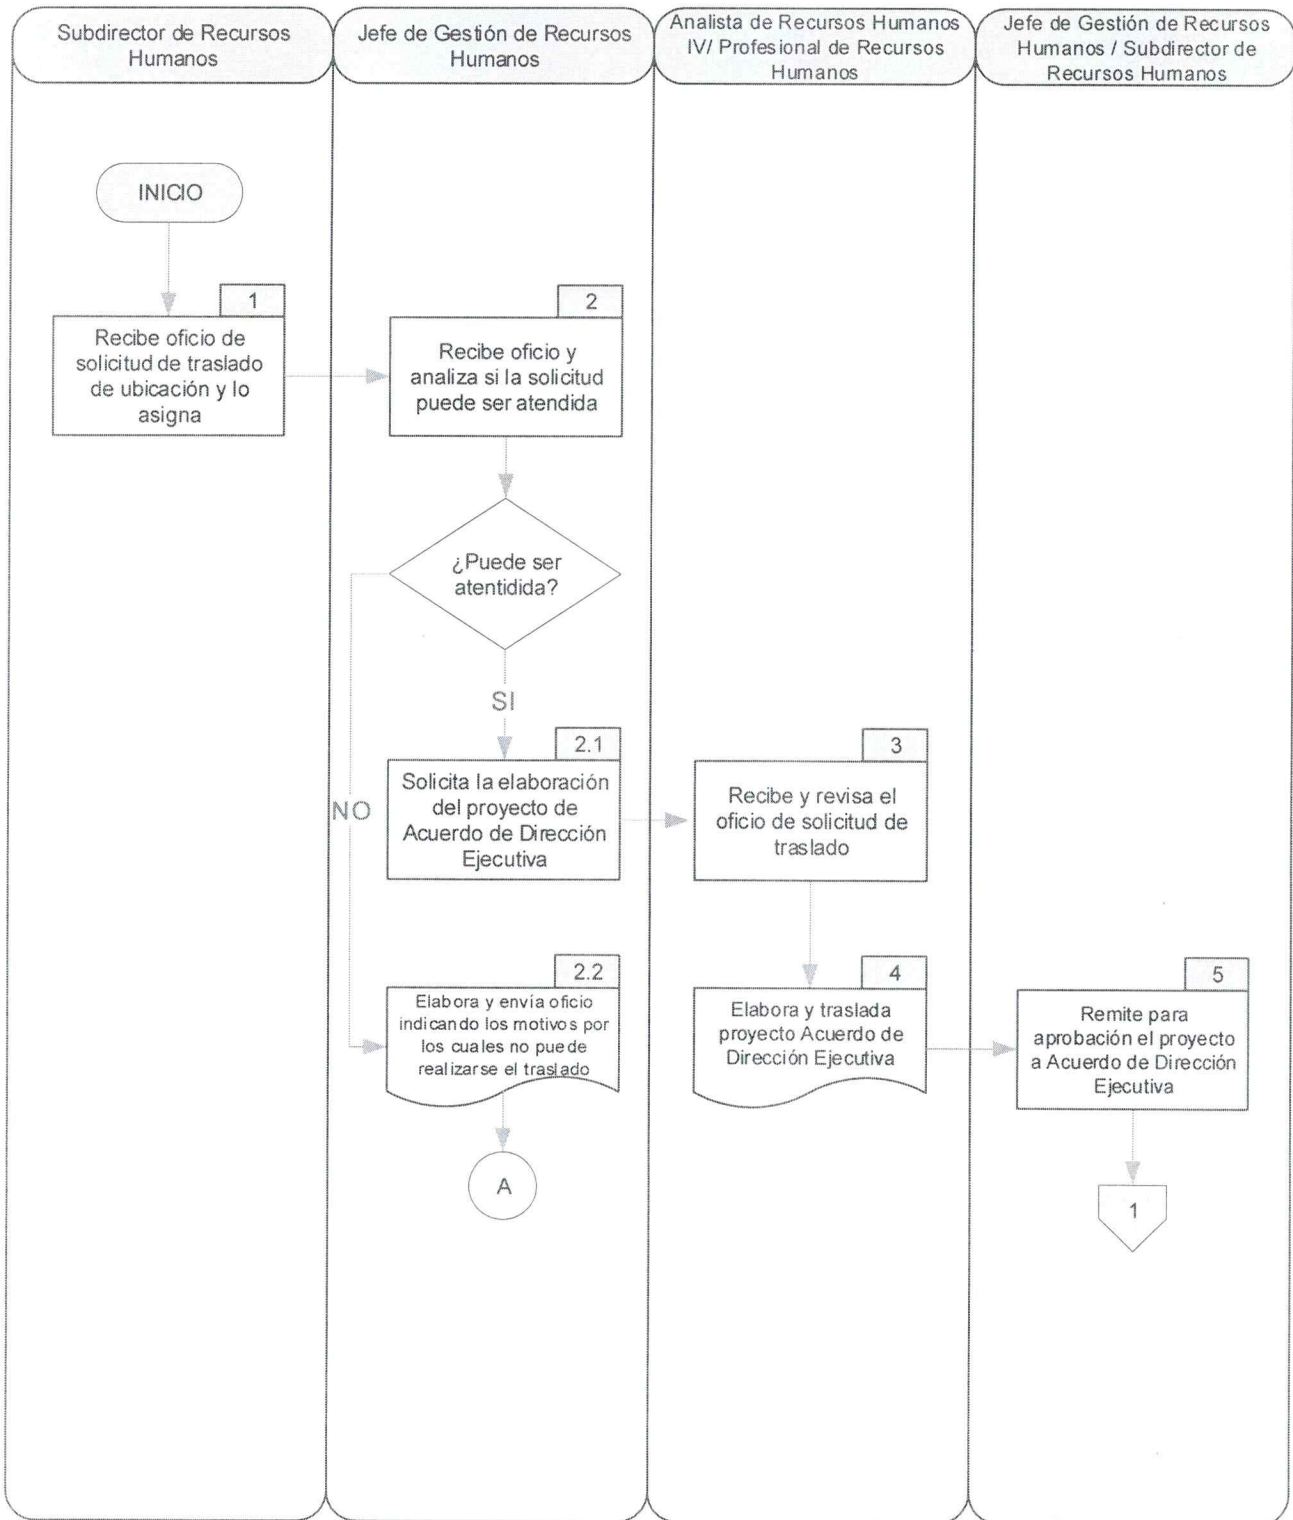 Subdirector de Recursos
Humanos
Jefe de Gestión de Recursos
Humanos
Analista de Recursos Humanos
IV/ Profesional de Recursos
Humanos
Jefe de Gestión de Recursos
Humanos / Subdirector de
Recursos Humanos
INICIO
1
Recibe oficio de
solicitud de traslado
de ubicación y lo
asigna
2
Recibe oficio y
analiza si la solicitud
puede ser atendida
¿Puede ser
atentidida?
SI
NO
2.1
Solicita la elaboración
del proyecto de
Acuerdo de Dirección
Ejecutiva
3
Recibe y revisa el
oficio de solicitud de
traslado
2.2
Elabora y envía oficio
indicando los motivos por
los cuales no puede
realizarse el traslado
4
Elabora y traslada
proyecto Acuerdo de
Dirección Ejecutiva
5
Remite para
aprobación el proyecto
a Acuerdo de Dirección
Ejecutiva
A
1